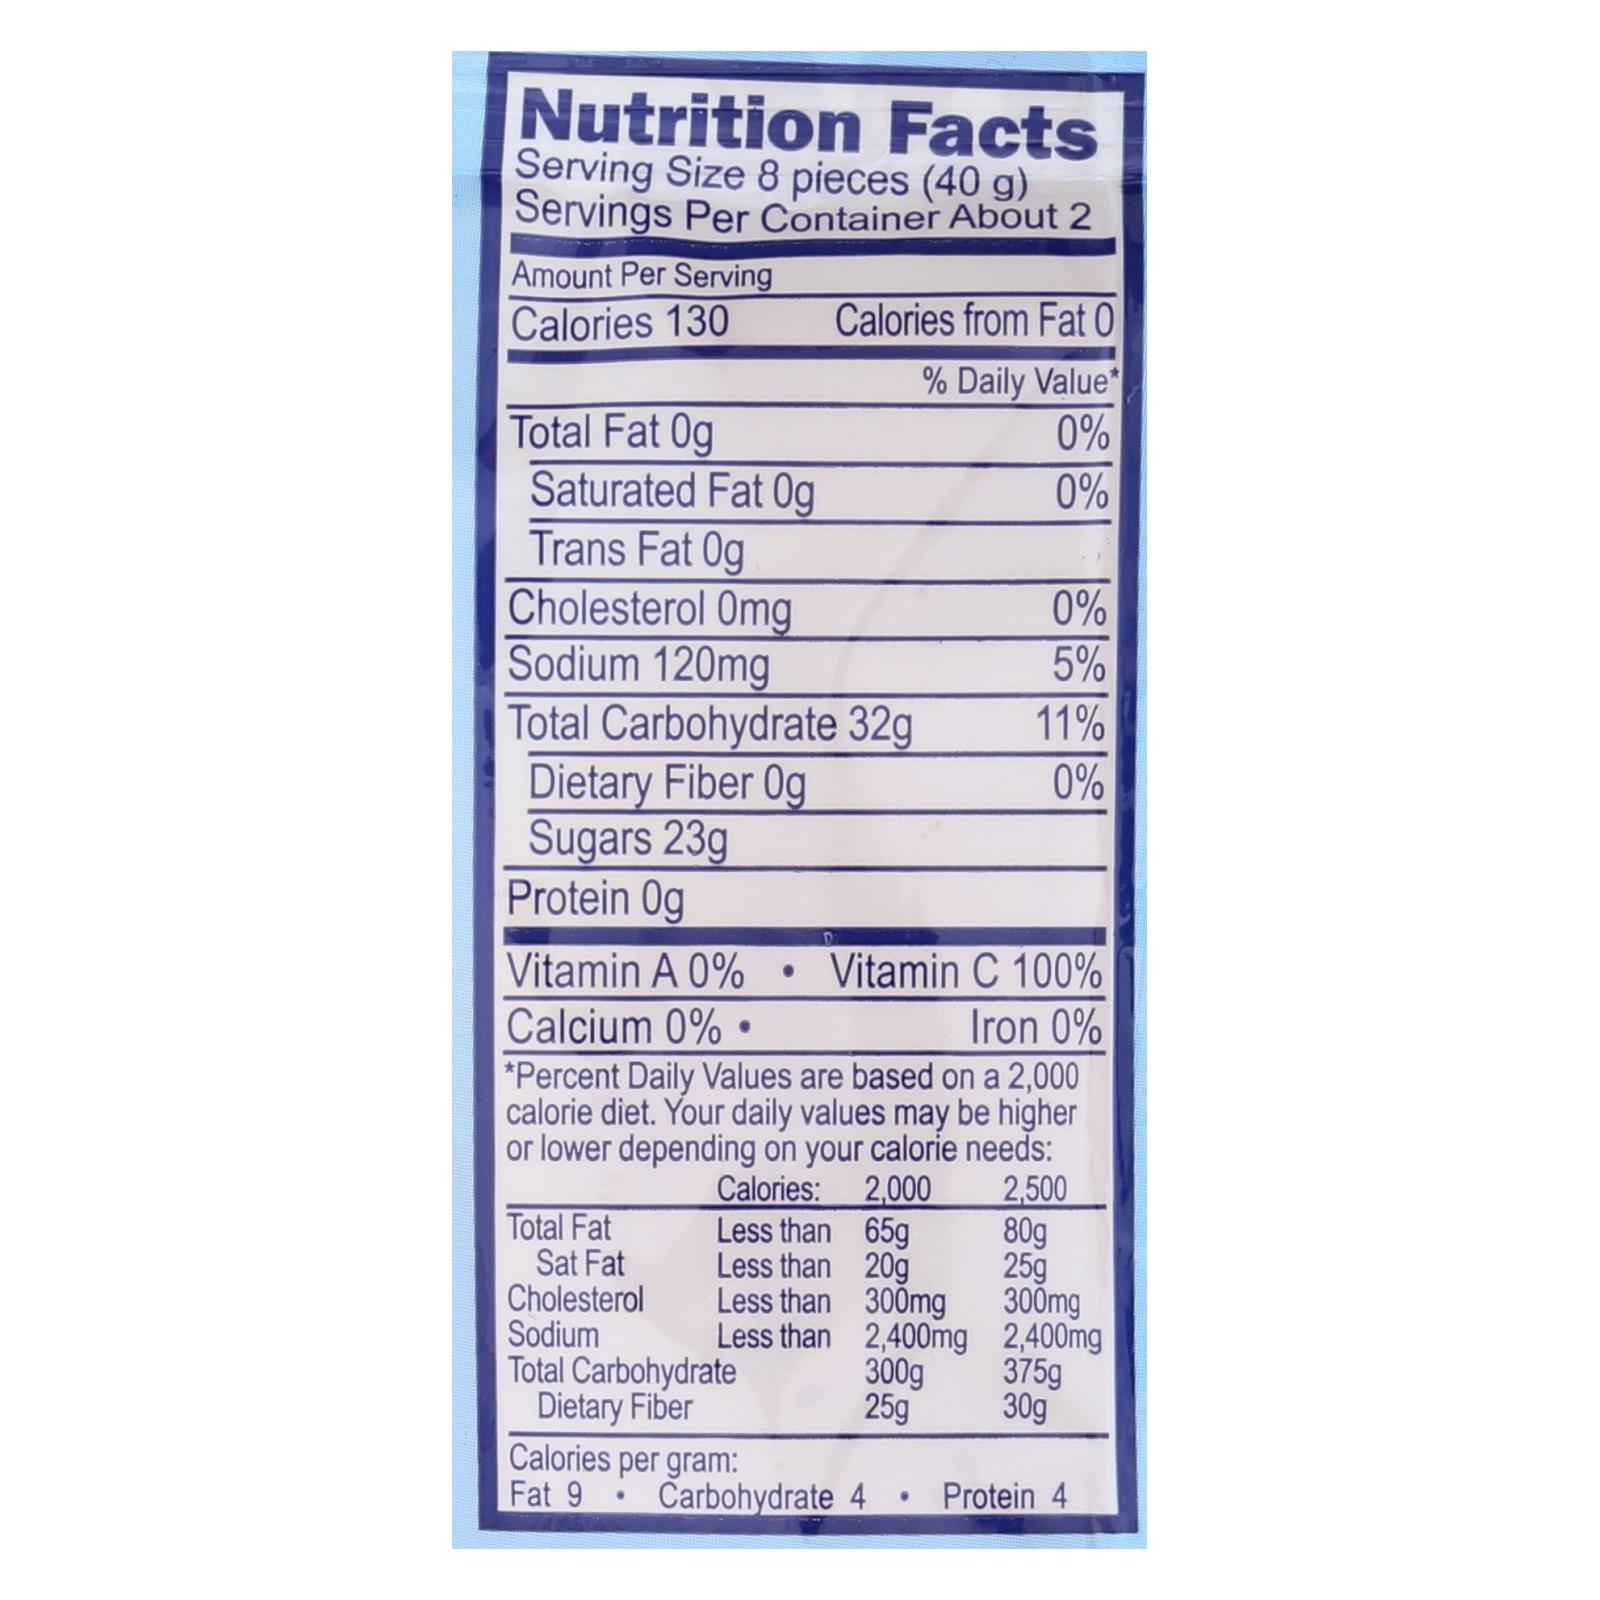 Nutrition Facts
Serving Size 8 pieces (40 g)
Servings Per Container About 2
Amount Per Serving
Calories 130 Calories from Fat 0
% Daily Value*
Total Fat 0g 0%
Saturated Fat 0g 0%
Trans Fat 0g
Cholesterol 0mg 0%
Sodium 120mg 5%
Total Carbohydrate 32g 11%
Dietary Fiber 0g 0%
Sugars 23g
Protein 0g
Vitamin A 0% • Vitamin C 100%
Calcium 0% • Iron 0%
*Percent Daily Values are based on a 2,000
calorie diet. Your daily values may be higher
or lower depending on your calorie needs:
Calories: 2,000 2,500
Total Fat Less than 65g 80g
Sat Fat Less than 20g 25g
Cholesterol Less than 300mg 300mg
Sodium Less than 2,400mg 2,400mg
Total Carbohydrate 300g 375g
Dietary Fiber 25g 30g
Calories per gram:
Fat 9 • Carbohydrate 4 • Protein 4